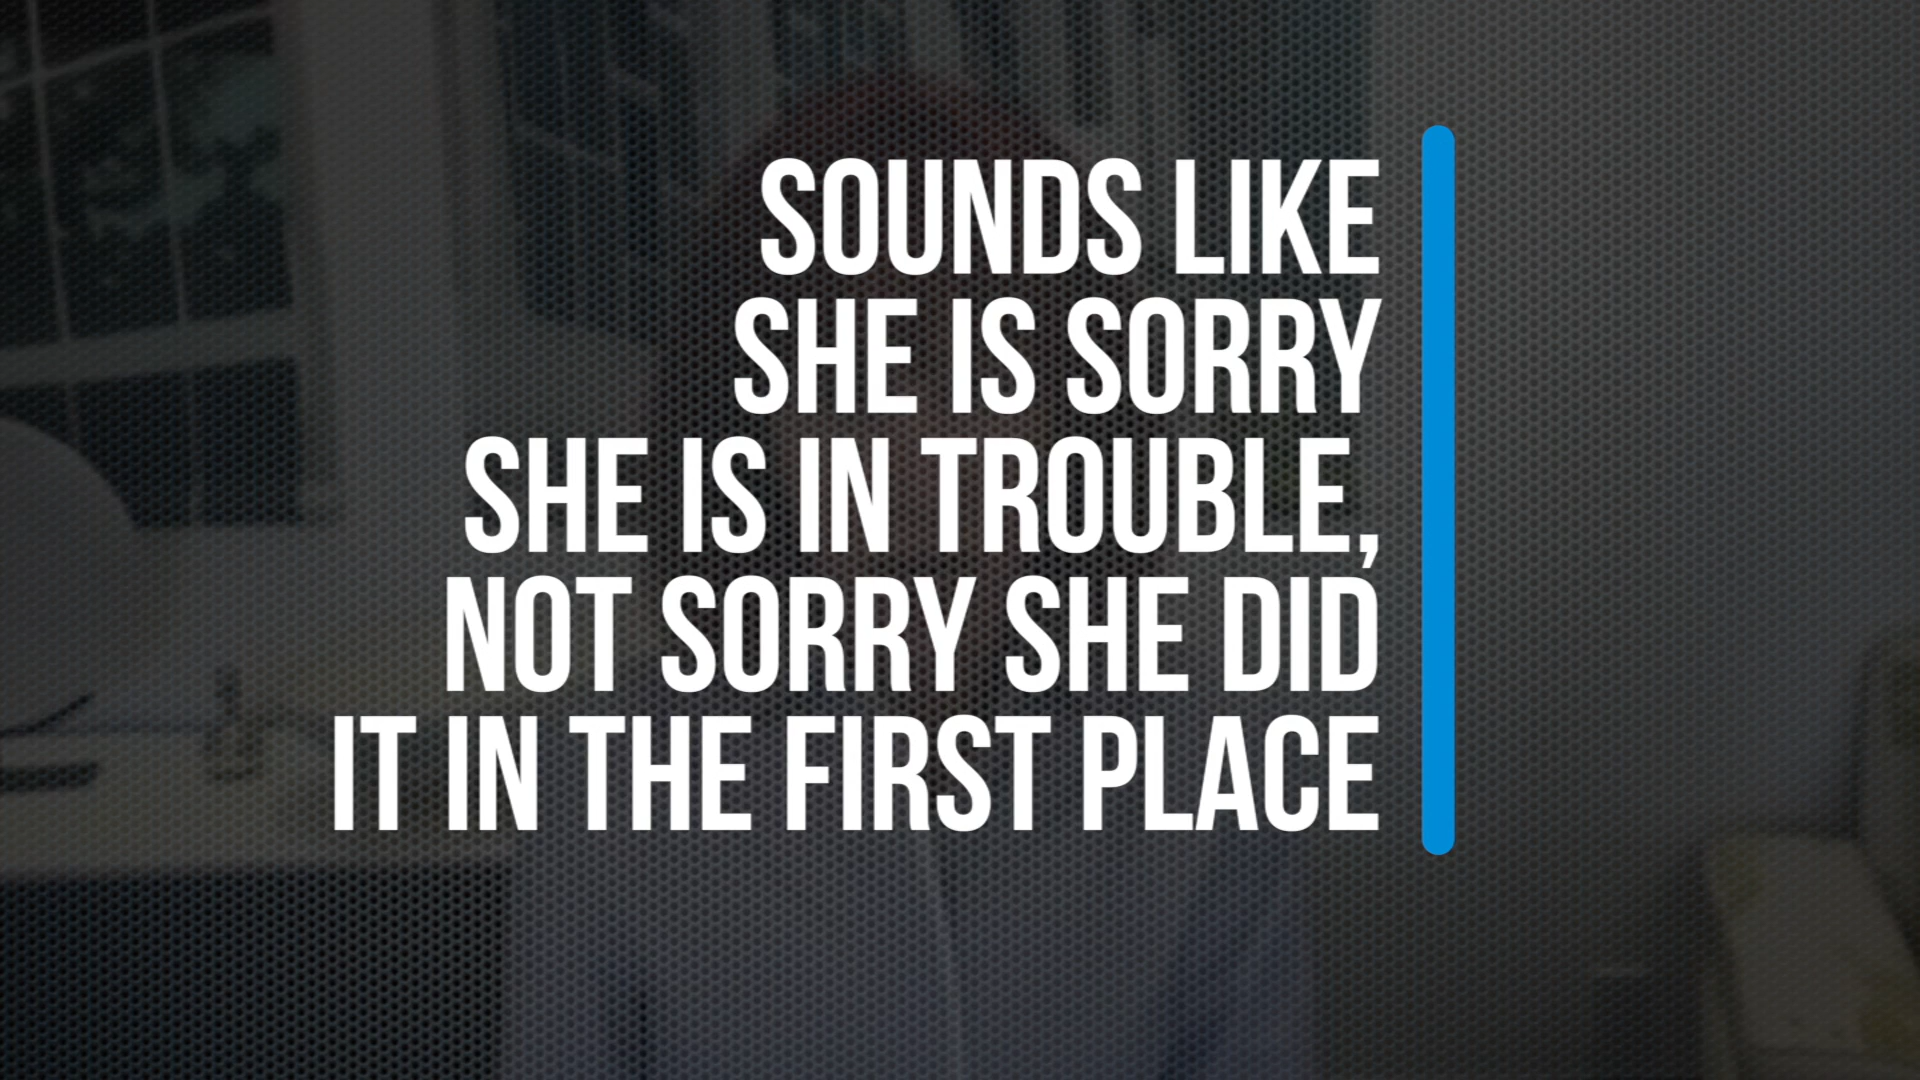 SOUNDS LIKE
SHE IS SORRY
SHE IS IN TROUBLE,
NOT SORRY SHE DID
IT IN THE FIRST PLACE